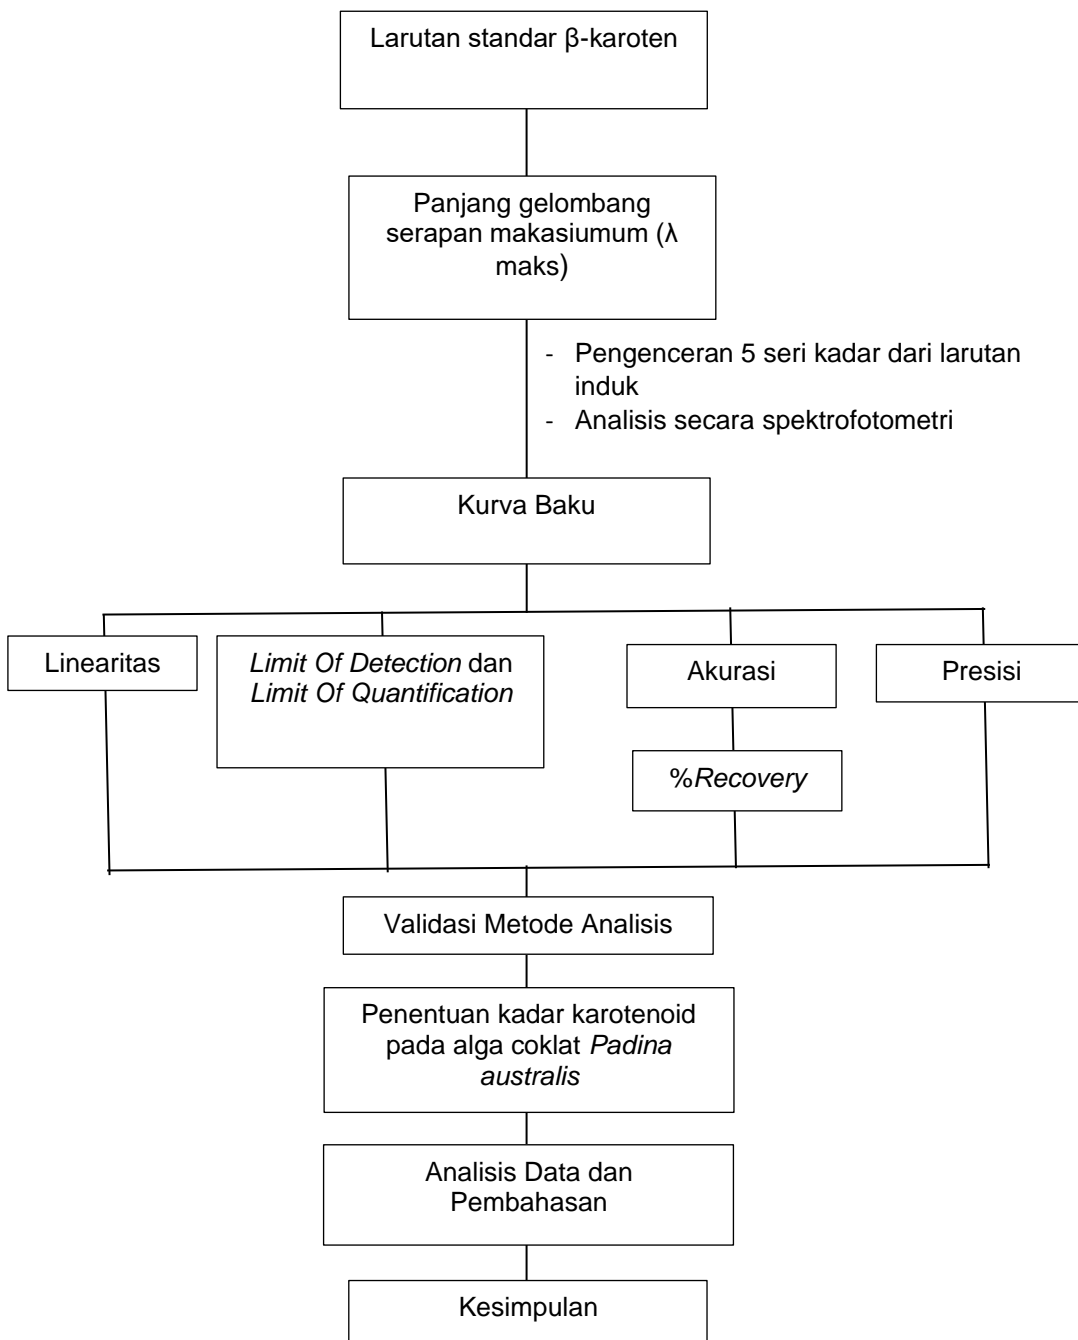 Larutan standar β-karoten
Panjang gelombang
serapan makasiumum (λ
maks)
- Pengenceran 5 seri kadar dari larutan
induk
- Analisis secara spektrofotometri
Kurva Baku
Linearitas
Limit Of Detection dan
Limit Of Quantification
Akurasi
Presisi
%Recovery
Validasi Metode Analisis
Penentuan kadar karotenoid
pada alga coklat Padina
australis
Analisis Data dan
Pembahasan
Kesimpulan